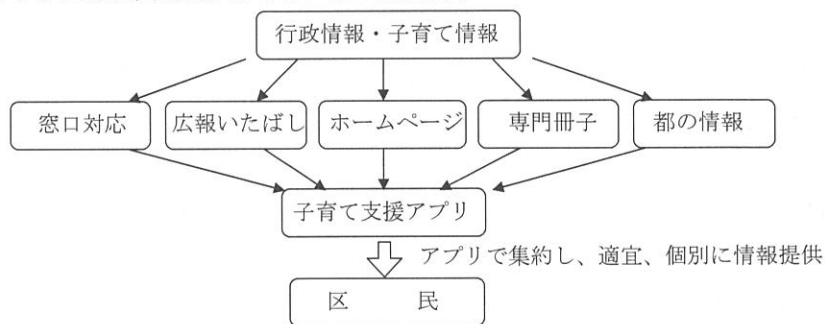 行政情報・子育て情報
窓口対応
広報いたばし
ホームページ
専門冊子
都の情報
子育て支援アプリ
アプリで集約し、適宜、個別に情報提供
区　　民